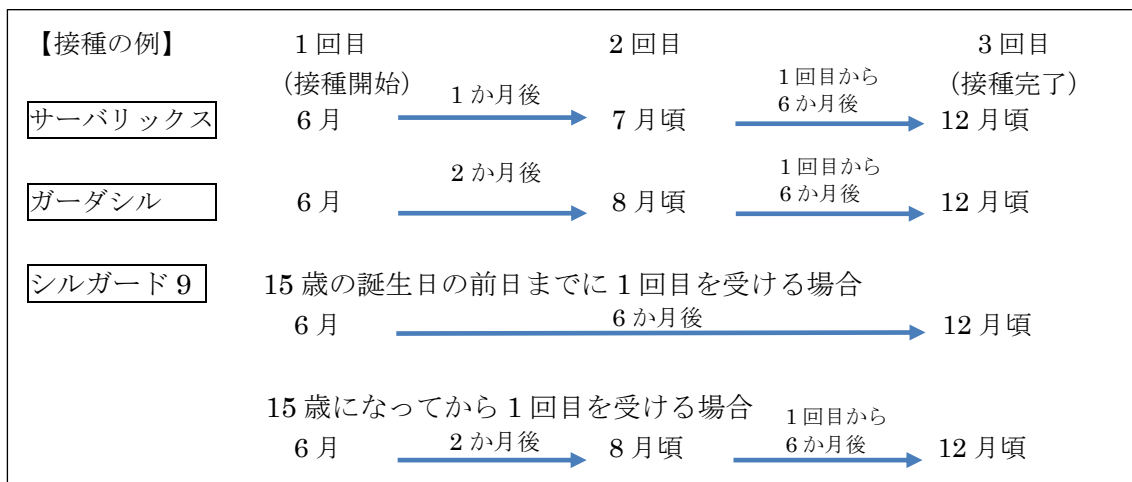 【接種の例】 1回目 2回目 3回目
(接種開始) 1か月後 1回目から 6か月後 (接種完了)
サーバリックス 6月 7月頃 12月頃
2か月後 1回目から 6か月後
ガーダシル 6月 8月頃 12月頃
シルガード9 15歳の誕生日の前日までに1回目を受ける場合
6月 6か月後 12月頃
15歳になってから1回目を受ける場合
6月 2か月後 8月頃 1回目から 6か月後 12月頃